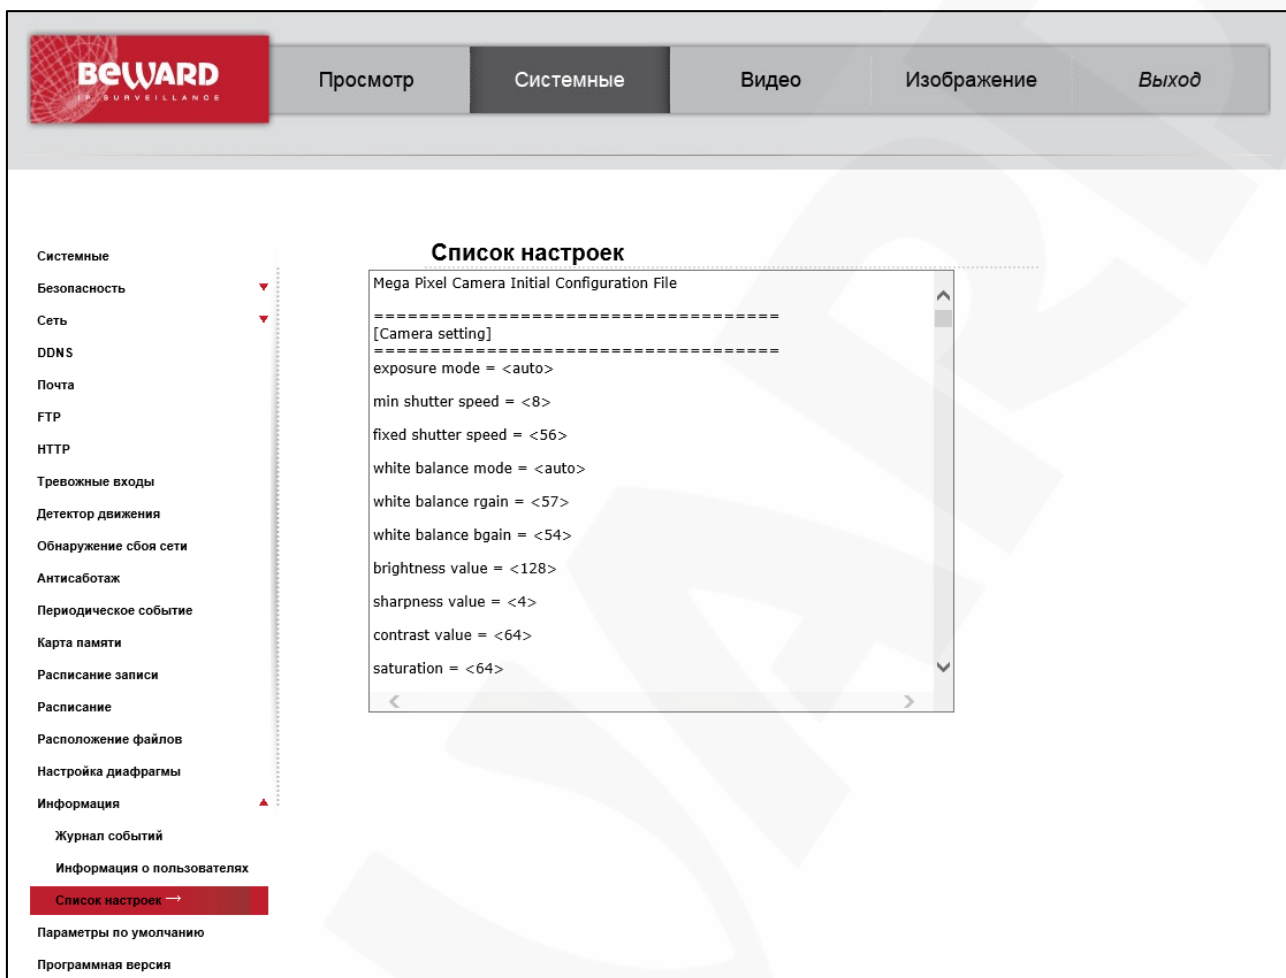 BEWARD
IP SURVEILLANCE
Просмотр
Системные
Видео
Изображение
Выход
Системные
Безопасность
Сеть
DDNS
Почта
FTP
HTTP
Тревожные входы
Детектор движения
Обнаружение сбоя сети
Антисаботаж
Периодическое событие
Карта памяти
Расписание записи
Расписание
Расположение файлов
Настройка диафрагмы
Информация
Журнал событий
Информация о пользователях
Список настроек →
Параметры по умолчанию
Программная версия
Список настроек
Mega Pixel Camera Initial Configuration File
====================================
[Camera setting]
====================================
exposure mode = <auto>
min shutter speed = <8>
fixed shutter speed = <56>
white balance mode = <auto>
white balance rgain = <57>
white balance bgain = <54>
brightness value = <128>
sharpness value = <4>
contrast value = <64>
saturation = <64>